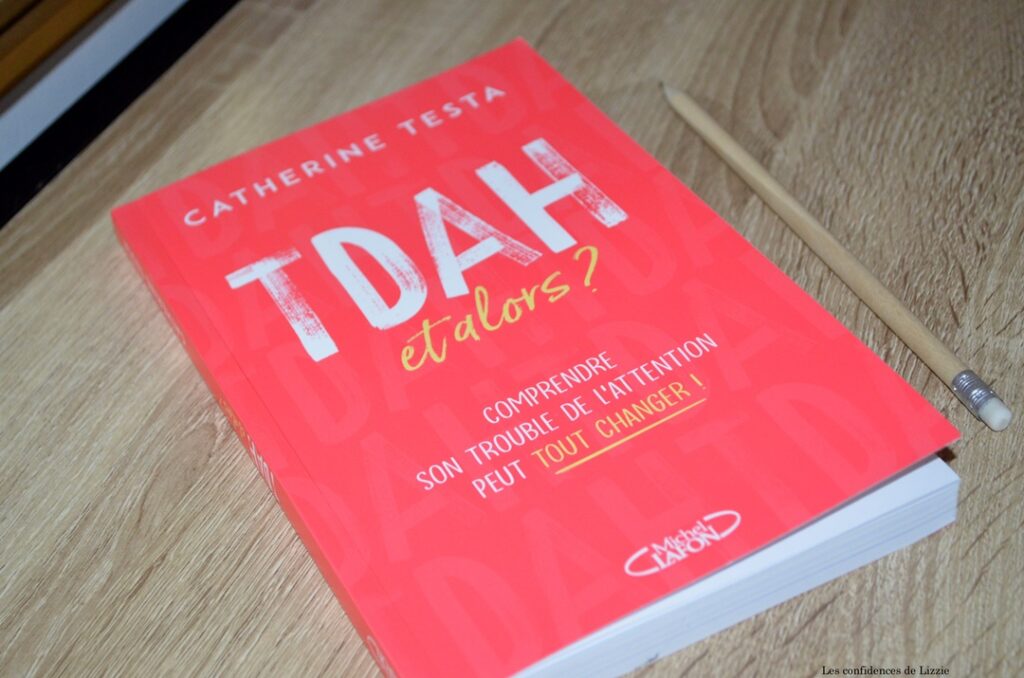 CATHERINE TESTA
TDAH
et alors ?
COMPRENDRE
SON TROUBLE DE L'ATTENTION
PEUT TOUT CHANGER !
Michel
LAFON
Les confidences de Lizzie